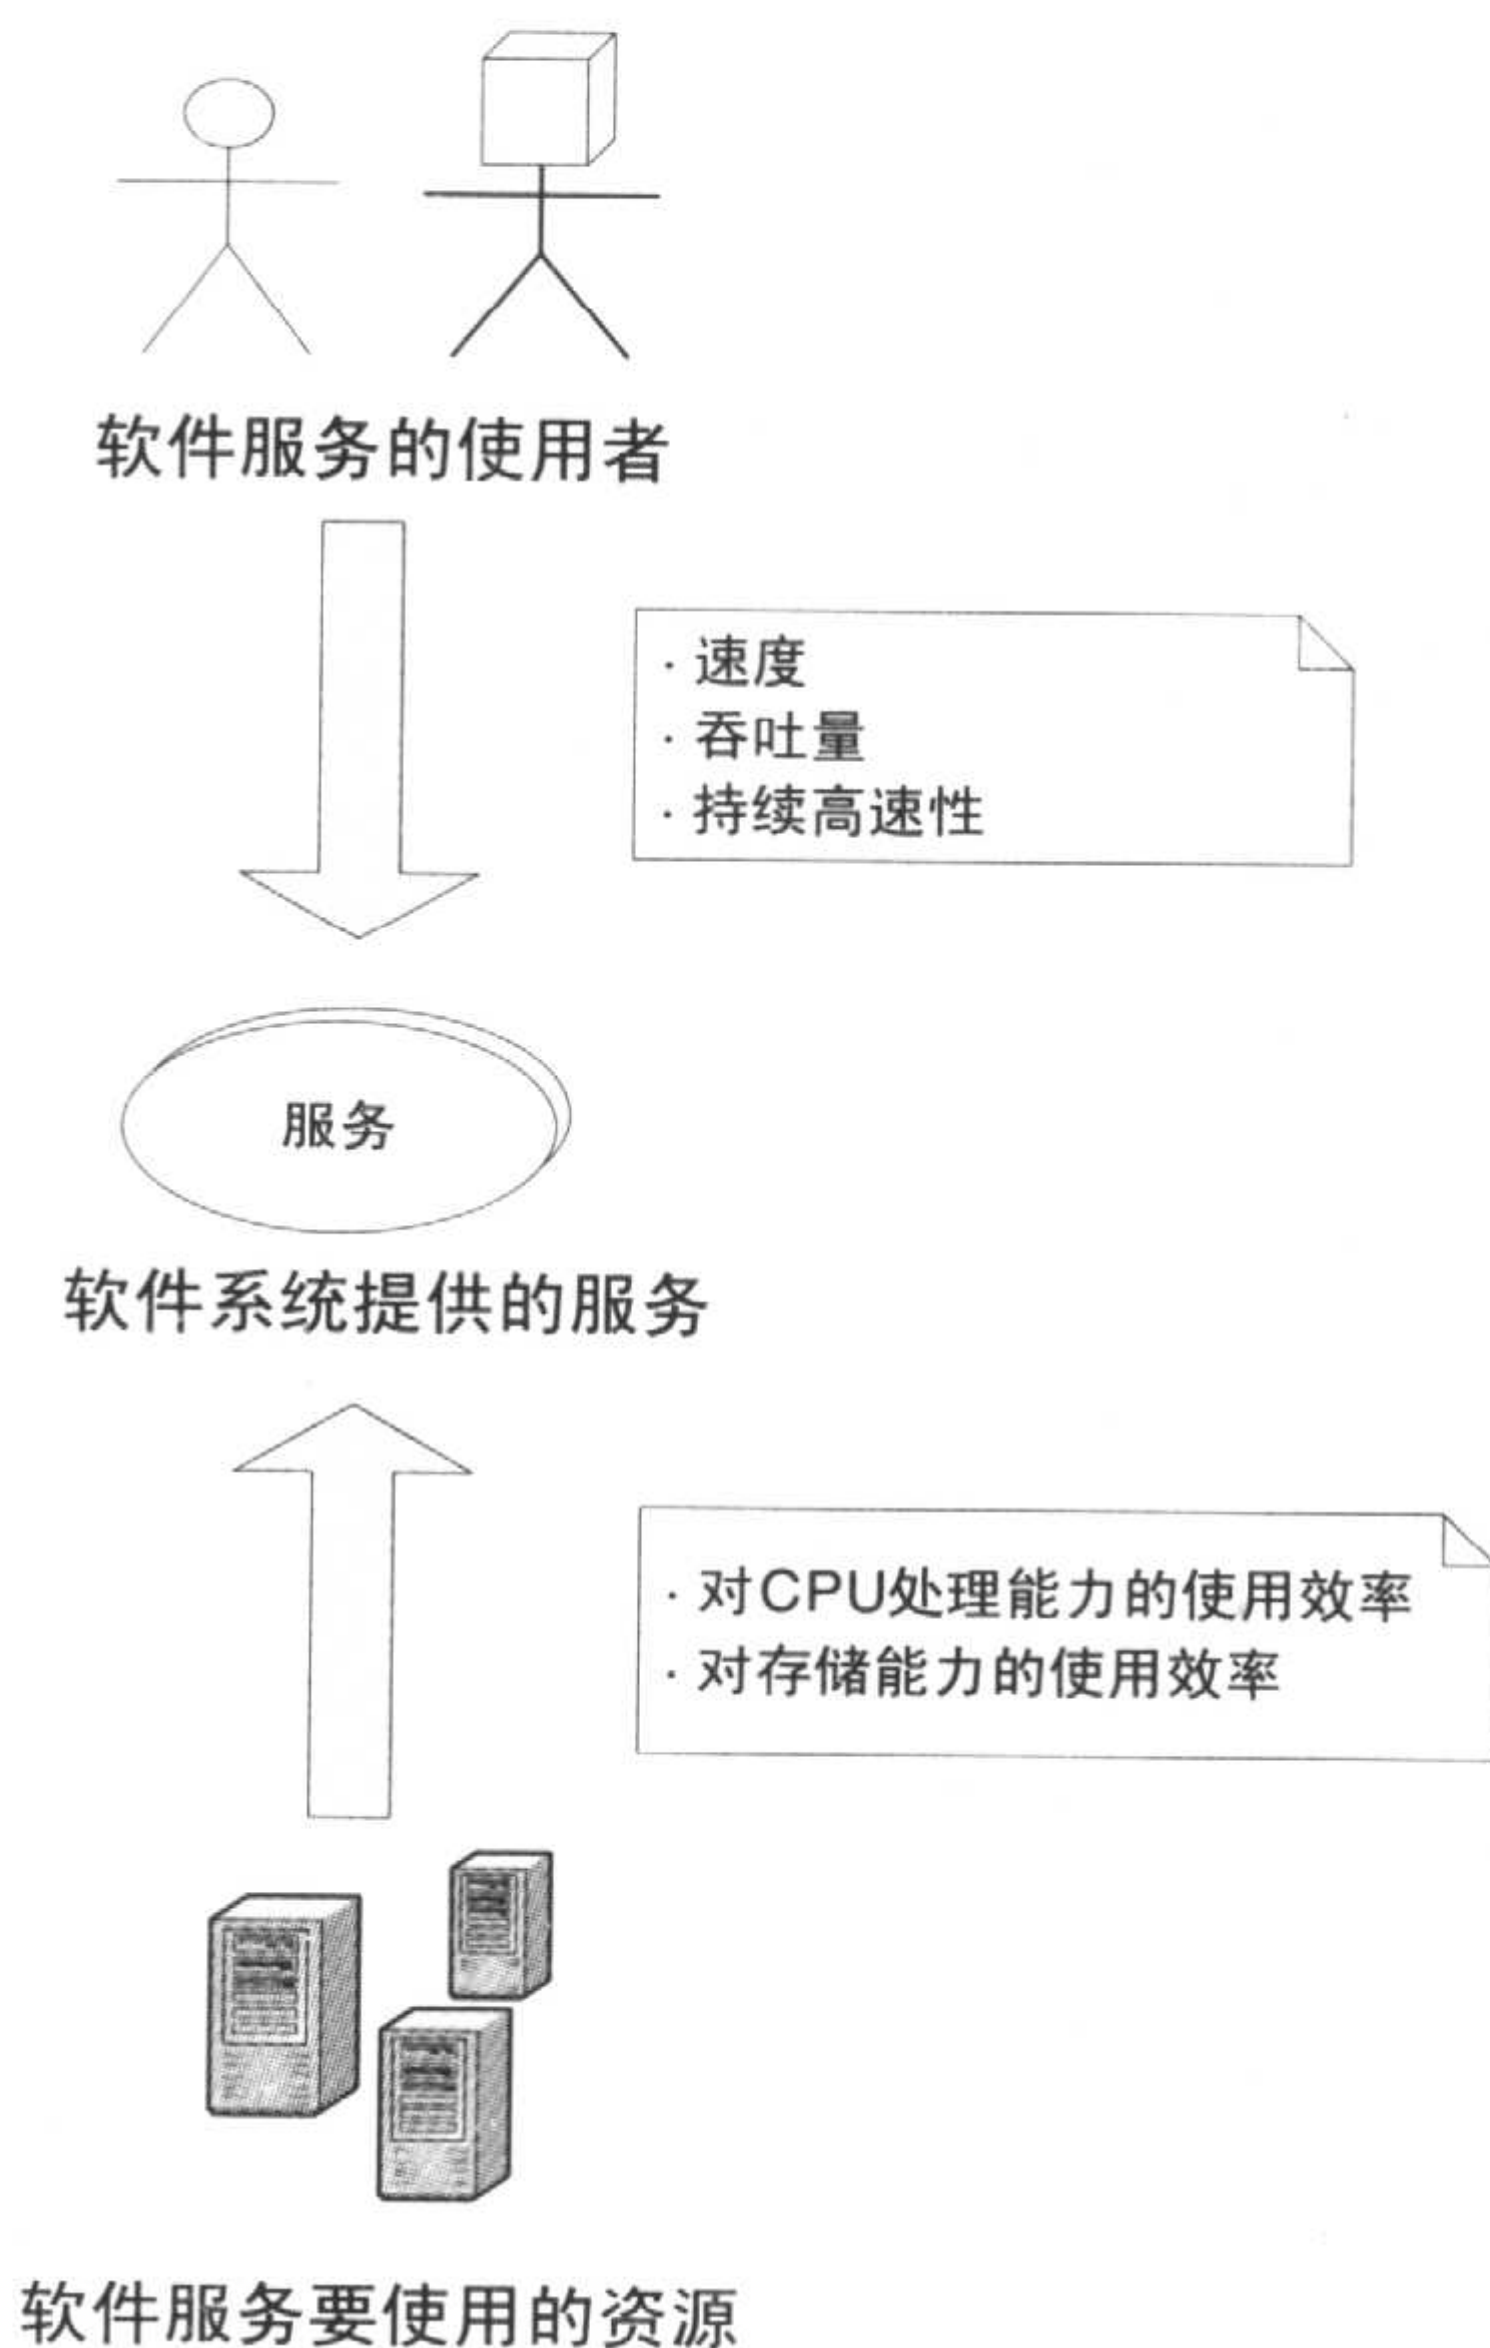 软件服务的使用者
· 速度
· 吞吐量
· 持续高速性
服务
软件系统提供的服务
· 对CPU处理能力的使用效率
· 对存储能力的使用效率
软件服务要使用的资源